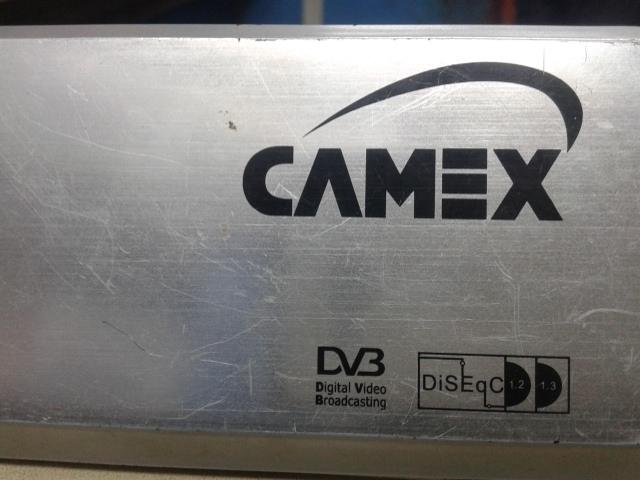 CAMEX
DVB
Digital Video
Broadcasting
DiSEqC 1.2 1.3